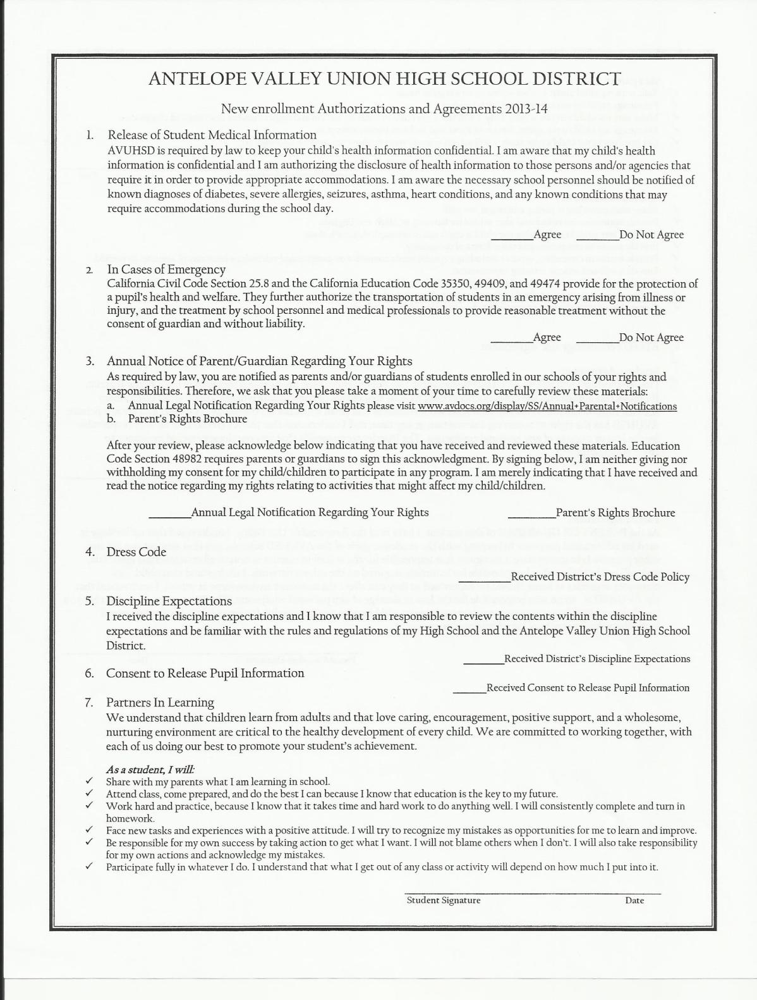 ANTELOPE VALLEY UNION HIGH SCHOOL DISTRICT
New enrollment Authorizations and Agreements 2013-14
1. Release of Student Medical Information
AVUHSD is required by law to keep your child's health information confidential. I am aware that my child's health
information is confidential and I am authorizing the disclosure of health information to those persons and/or agencies that
require it in order to provide appropriate accommodations. I am aware the necessary school personnel should be notified of
known diagnoses of diabetes, severe allergies, seizures, asthma, heart conditions, and any known conditions that may
require accommodations during the school day.
_______Agree _______Do Not Agree
2. In Cases of Emergency
California Civil Code Section 25.8 and the California Education Code 35350, 49409, and 49474 provide for the protection of
a pupil's health and welfare. They further authorize the transportation of students in an emergency arising from illness or
injury, and the treatment by school personnel and medical professionals to provide reasonable treatment without the
consent of guardian and without liability.
_______Agree _______Do Not Agree
3. Annual Notice of Parent/Guardian Regarding Your Rights
As required by law, you are notified as parents and/or guardians of students enrolled in our schools of your rights and
responsibilities. Therefore, we ask that you please take a moment of your time to carefully review these materials:
a. Annual Legal Notification Regarding Your Rights please visit www.avdocs.org/display/SS/Annual+Parental+Notifications
b. Parent's Rights Brochure
After your review, please acknowledge below indicating that you have received and reviewed these materials. Education
Code Section 48982 requires parents or guardians to sign this acknowledgment. By signing below, I am neither giving nor
withholding my consent for my child/children to participate in any program. I am merely indicating that I have received and
read the notice regarding my rights relating to activities that might affect my child/children.
_______Annual Legal Notification Regarding Your Rights ________Parent's Rights Brochure
4. Dress Code
________Received District's Dress Code Policy
5. Discipline Expectations
I received the discipline expectations and I know that I am responsible to review the contents within the discipline
expectations and be familiar with the rules and regulations of my High School and the Antelope Valley Union High School
District.
_______Received District's Discipline Expectations
6. Consent to Release Pupil Information
______Received Consent to Release Pupil Information
7. Partners In Learning
We understand that children learn from adults and that love caring, encouragement, positive support, and a wholesome,
nurturing environment are critical to the healthy development of every child. We are committed to working together, with
each of us doing our best to promote your student's achievement.
As a student, I will:
✓ Share with my parents what I am learning in school.
✓ Attend class, come prepared, and do the best I can because I know that education is the key to my future.
✓ Work hard and practice, because I know that it takes time and hard work to do anything well. I will consistently complete and turn in
homework.
✓ Face new tasks and experiences with a positive attitude. I will try to recognize my mistakes as opportunities for me to learn and improve.
✓ Be responsible for my own success by taking action to get what I want. I will not blame others when I don't. I will also take responsibility
for my own actions and acknowledge my mistakes.
✓ Participate fully in whatever I do. I understand that what I get out of any class or activity will depend on how much I put into it.
Student Signature Date